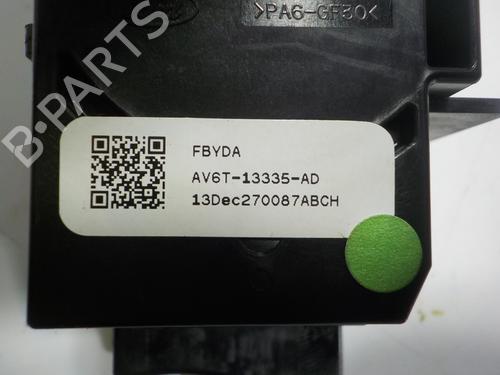 >PA6-GF30<
FBYDA
AV6T-13335-AD
13Dec270087ABCH
B-PARTS